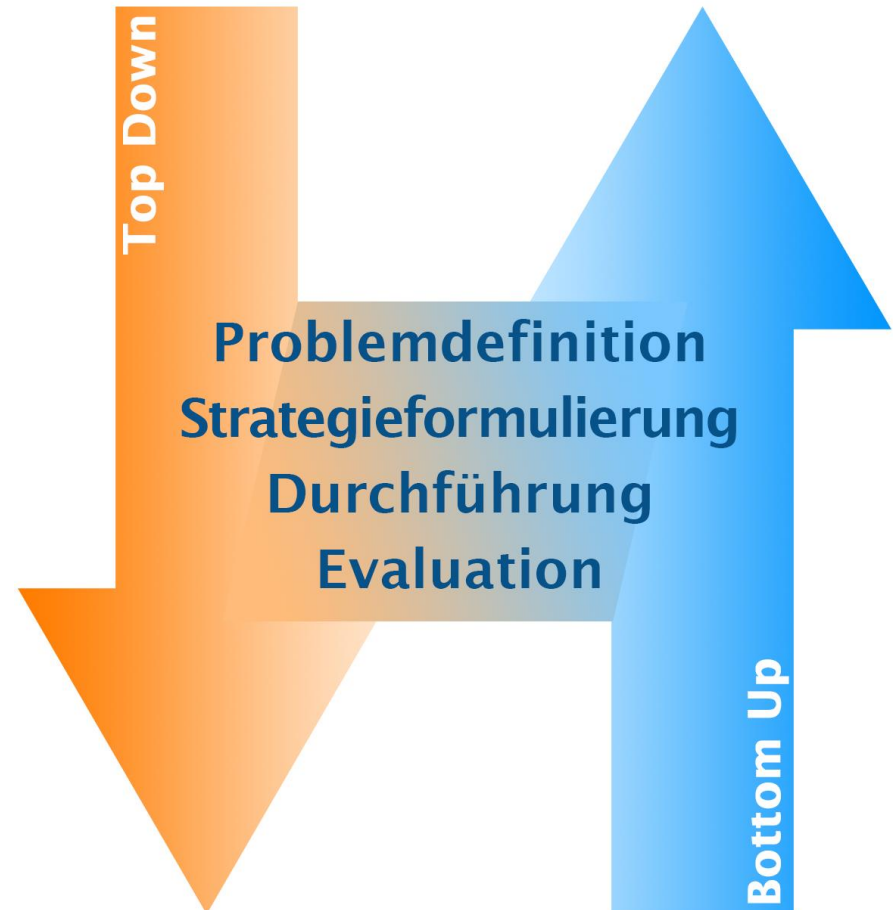 Top Down
Problemdefinition
Strategieformulierung
Durchführung
Evaluation
Bottom Up